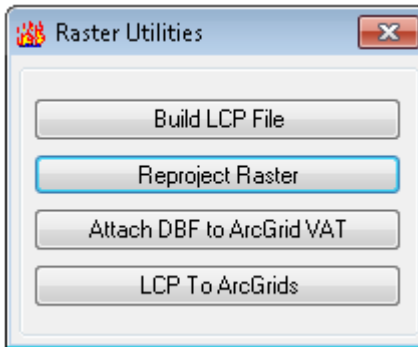 Raster Utilities
Build LCP File
Reproject Raster
Attach DBF to ArcGrid VAT
LCP To ArcGrids